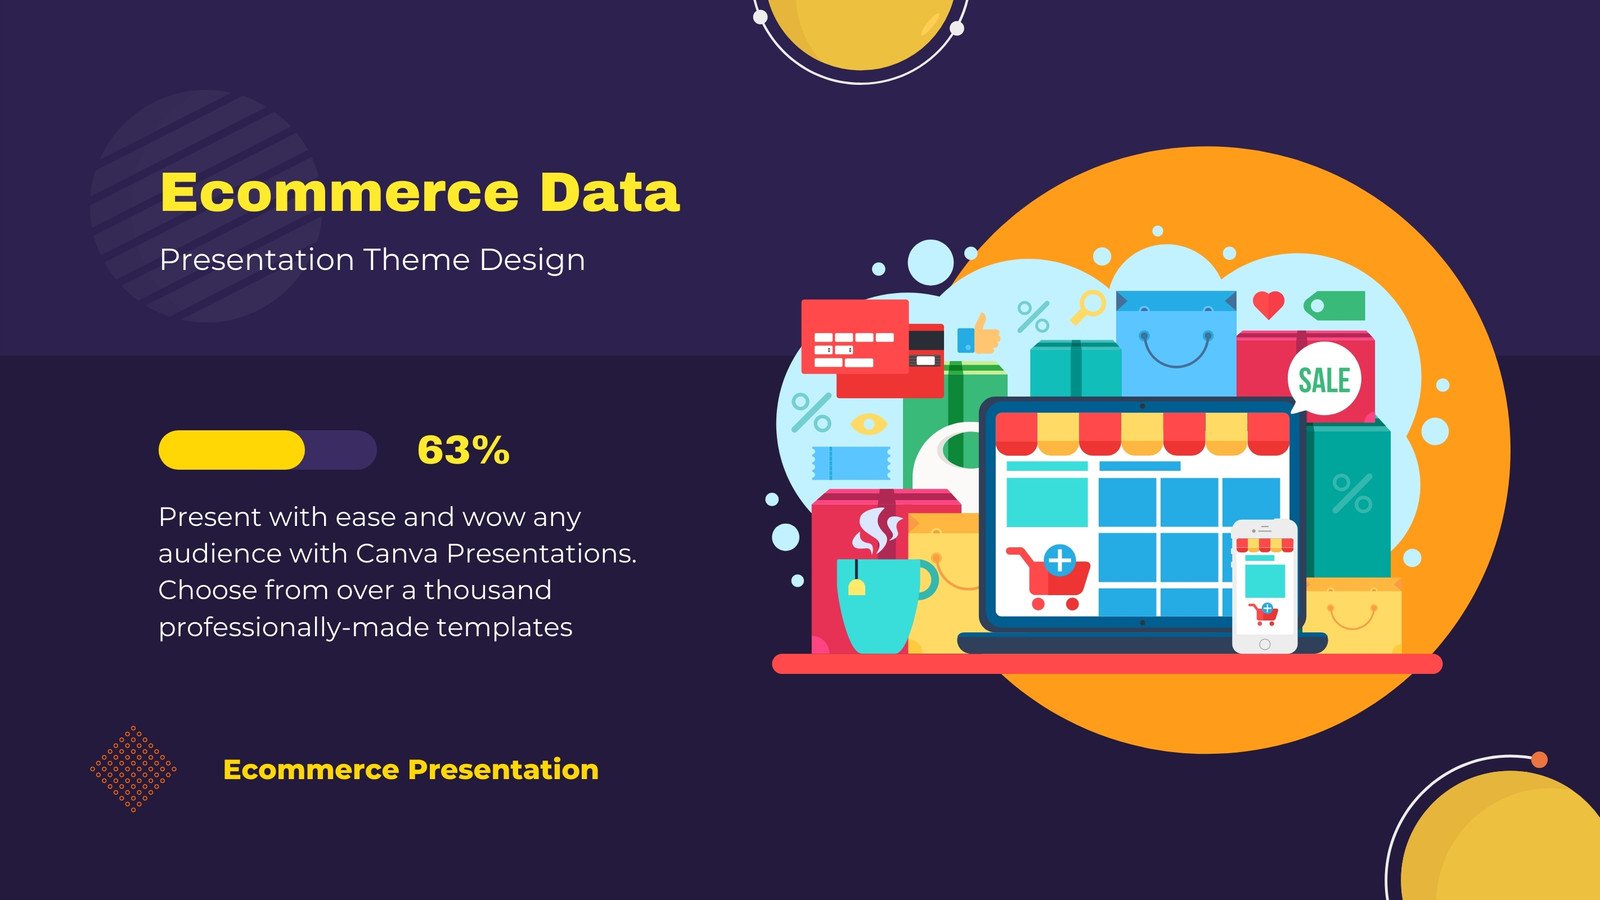 Ecommerce Data
Presentation Theme Design
63%
Present with ease and wow any
audience with Canva Presentations.
Choose from over a thousand
professionally-made templates
Ecommerce Presentation
SALE